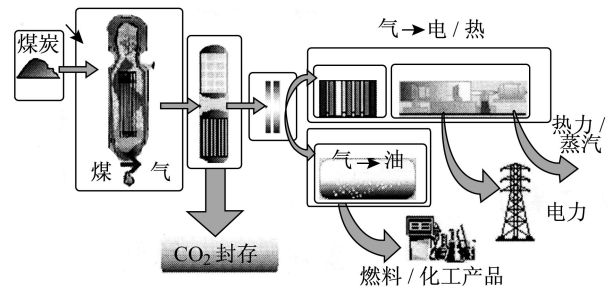 煤炭
煤 气
CO₂封存
气→电 / 热
气→油
热力 /
蒸汽
电力
燃料 / 化工产品